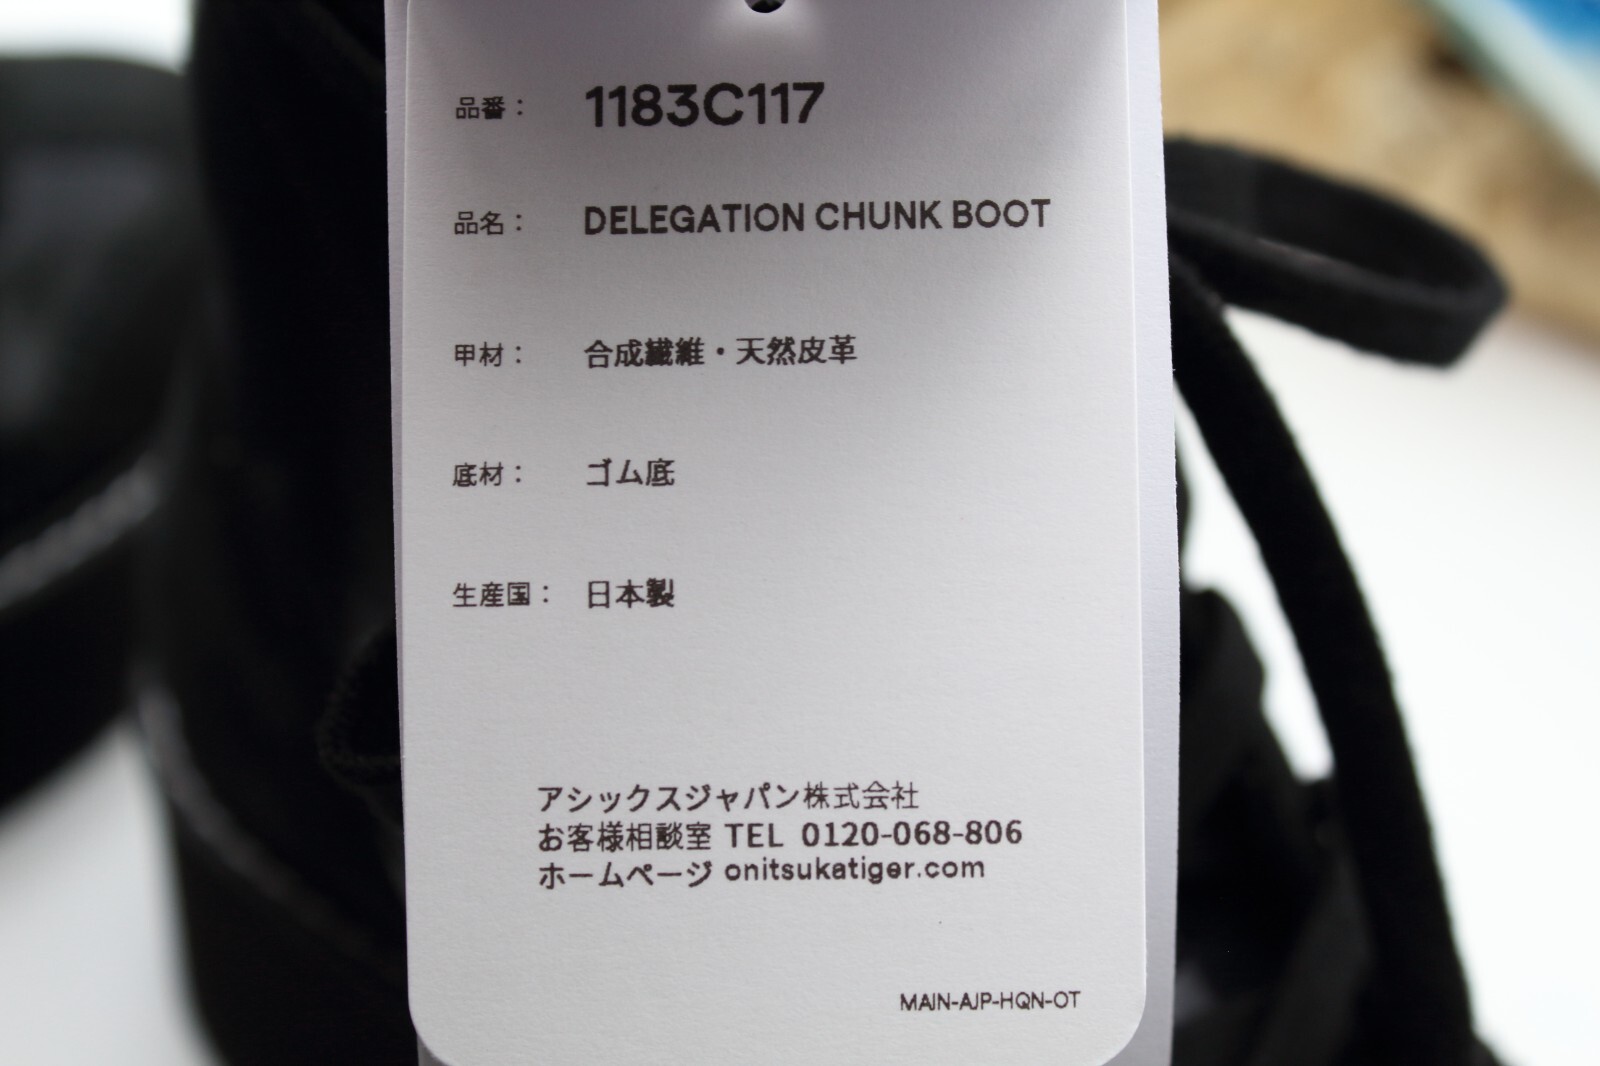 品番： 1183C117
品名： DELEGATION CHUNK BOOT
甲材： 合成繊維・天然皮革
底材： ゴム底
生産国： 日本製
アシックスジャパン株式会社
お客様相談室 TEL 0120-068-806
ホームページ onitsukatiger.com
MAIN-AJP-HQN-OT